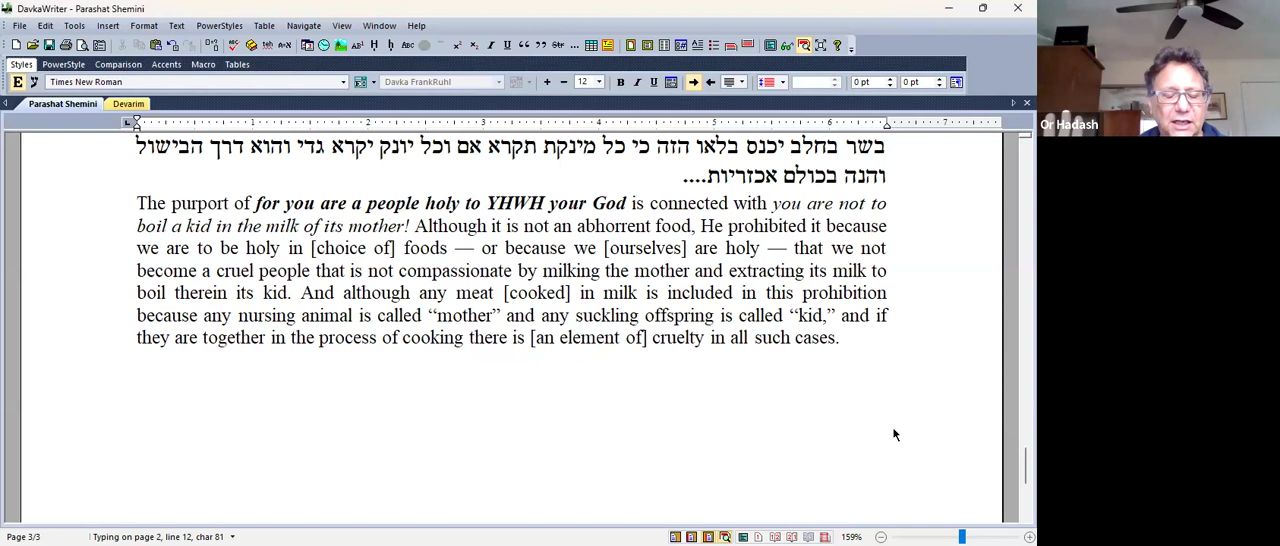 DavkaWriter - Parashat Shemini
File Edit Tools Insert Format Text PowerStyles Table Navigate View Window Help
Styles PowerStyle Comparison Accents Macro Tables
E Times New Roman Davka FrankRuhl 12 B I U 0 pt 0 pt
Parashat Shemini Devarim
1 2 3 4 5 6 7
בשר בחלב יכנס בלאו הזה כי כל מינקת תקרא אם וכל יונק יקרא גדי והוא דרך הבישול
והנה בכולם אכזריות....
The purport of for you are a people holy to YHWH your God is connected with you are not to
boil a kid in the milk of its mother! Although it is not an abhorrent food, He prohibited it because
we are to be holy in [choice of] foods — or because we [ourselves] are holy — that we not
become a cruel people that is not compassionate by milking the mother and extracting its milk to
boil therein its kid. And although any meat [cooked] in milk is included in this prohibition
because any nursing animal is called “mother” and any suckling offspring is called “kid,” and if
they are together in the process of cooking there is [an element of] cruelty in all such cases.
Page 3/3 Typing on page 2, line 12, char 81 159%
Or Hadash